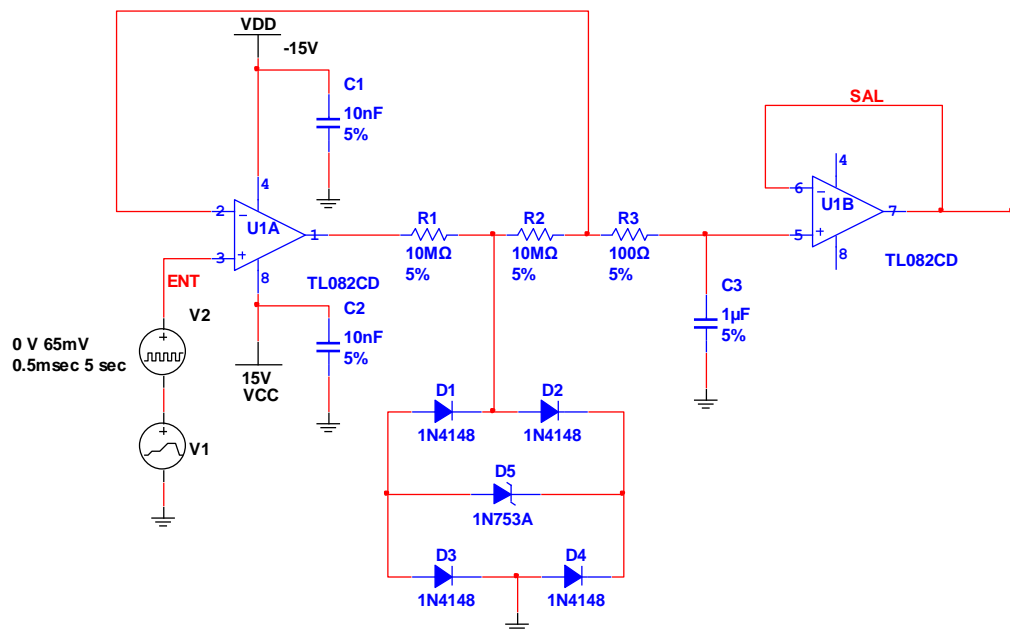 VDD
-15V
C1
10nF
5%
4
2
U1A
1
3
8
TL082CD
ENT
R1
10MΩ
5%
R2
10MΩ
5%
R3
100Ω
5%
SAL
4
6
U1B
7
5
8
TL082CD
C3
1µF
5%
V2
0 V 65mV
0.5msec 5 sec
C2
10nF
5%
15V
VCC
V1
D1
1N4148
D2
1N4148
D5
1N753A
D3
1N4148
D4
1N4148